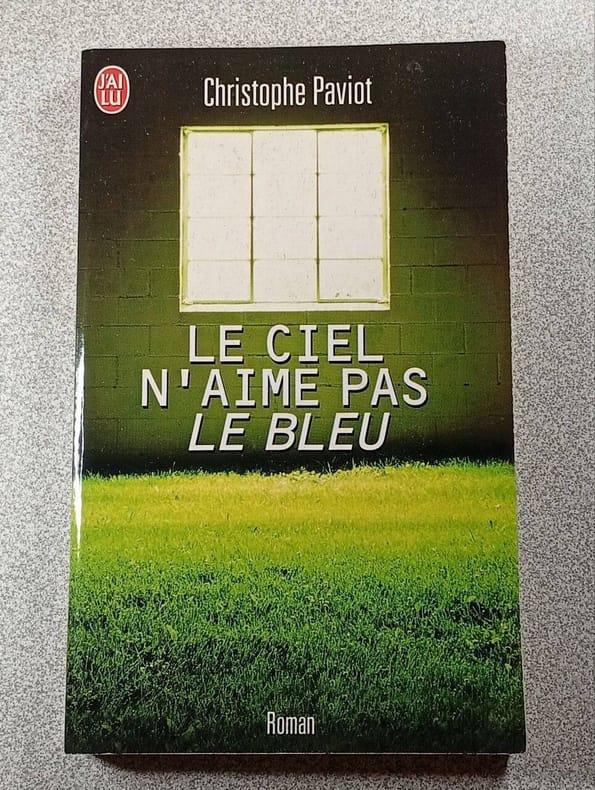 J'AI
LU
Christophe Paviot
LE CIEL
N'AIME PAS
LE BLEU
Roman